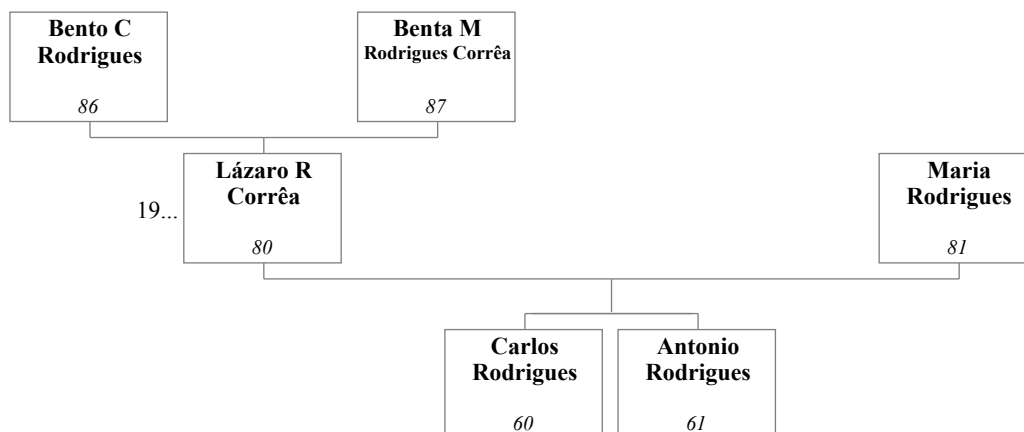 Bento C
Rodrigues
86
Benta M
Rodrigues Corrêa
87
19...
Lázaro R
Corrêa
80
Maria
Rodrigues
81
Carlos
Rodrigues
60
Antonio
Rodrigues
61